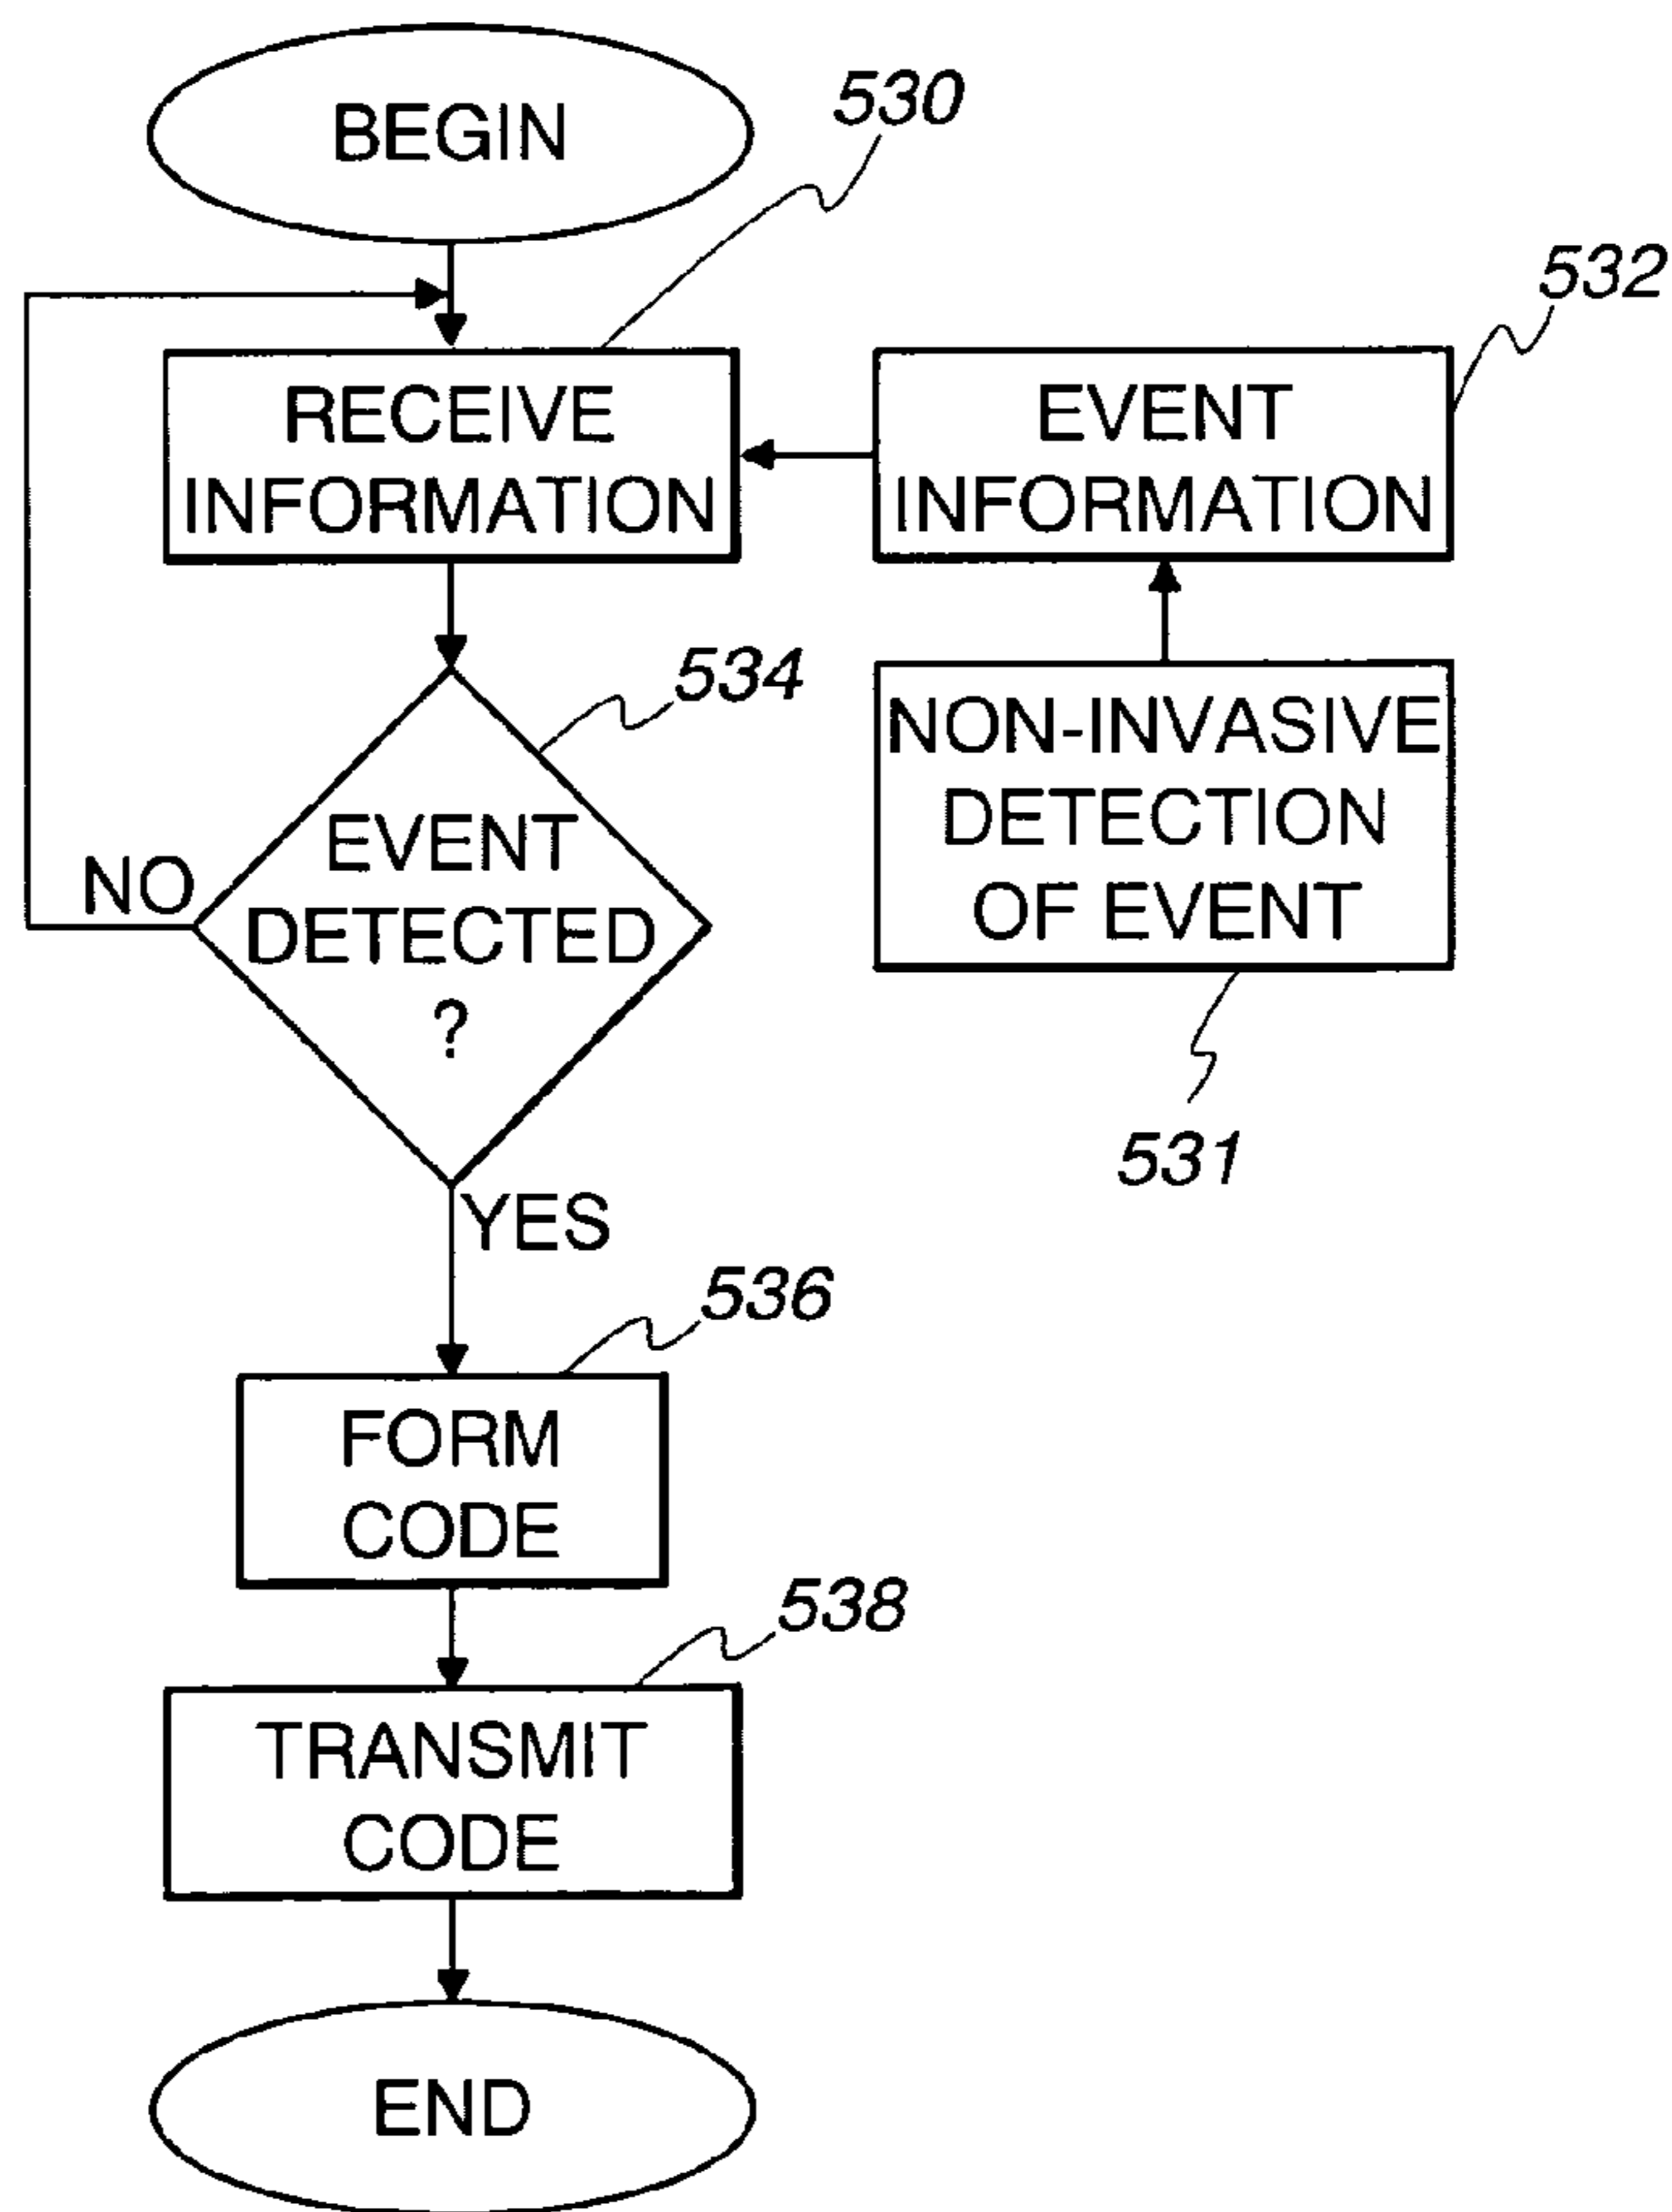 BEGIN
530
532
RECEIVE
INFORMATION
EVENT
INFORMATION
534
NON-INVASIVE
DETECTION
OF EVENT
531
EVENT
DETECTED
?
NO
YES
536
FORM
CODE
538
TRANSMIT
CODE
END